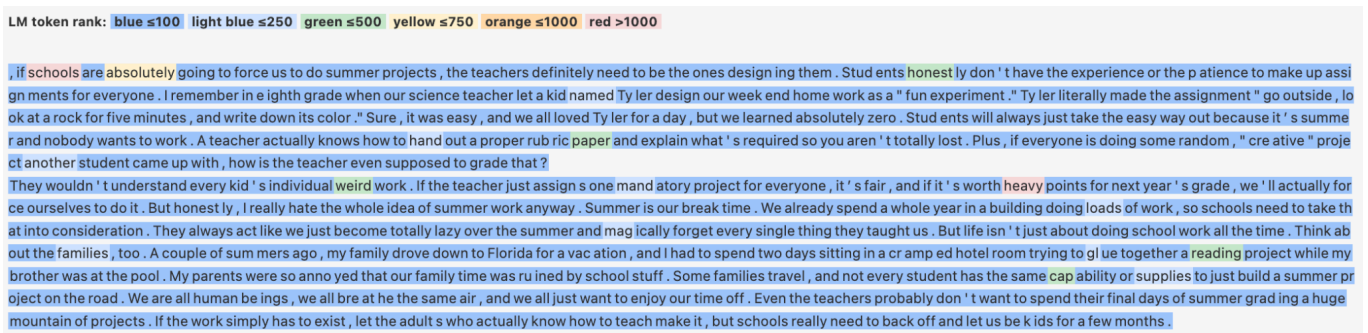 LM token rank: blue ≤100 light blue ≤250 green ≤500 yellow ≤750 orange ≤1000 red >1000
, if schools are absolutely going to force us to do summer projects , the teachers definitely need to be the ones design ing them . Stud ents honest ly don ' t have the experience or the p atience to make up assi
gn ments for everyone . I remember in e ighth grade when our science teacher let a kid named Ty ler design our week end home work as a " fun experiment ." Ty ler literally made the assignment " go outside , lo
ok at a rock for five minutes , and write down its color ." Sure , it was easy , and we all loved Ty ler for a day , but we learned absolutely zero . Stud ents will always just take the easy way out because it ’ s summe
r and nobody wants to work . A teacher actually knows how to hand out a proper rub ric paper and explain what ' s required so you aren ' t totally lost . Plus , if everyone is doing some random , " cre ative " proje
ct another student came up with , how is the teacher even supposed to grade that ?
They wouldn ' t understand every kid ' s individual weird work . If the teacher just assign s one mand atory project for everyone , it ’ s fair , and if it ' s worth heavy points for next year ' s grade , we ' ll actually for
ce ourselves to do it . But honest ly , I really hate the whole idea of summer work anyway . Summer is our break time . We already spend a whole year in a building doing loads of work , so schools need to take th
at into consideration . They always act like we just become totally lazy over the summer and mag ically forget every single thing they taught us . But life isn ' t just about doing school work all the time . Think ab
out the families , too . A couple of sum mers ago , my family drove down to Florida for a vac ation , and I had to spend two days sitting in a cr amp ed hotel room trying to gl ue together a reading project while my
brother was at the pool . My parents were so anno yed that our family time was ru ined by school stuff . Some families travel , and not every student has the same cap ability or supplies to just build a summer pr
oject on the road . We are all human be ings , we all bre at he the same air , and we all just want to enjoy our time off . Even the teachers probably don ' t want to spend their final days of summer grad ing a huge
mountain of projects . If the work simply has to exist , let the adult s who actually know how to teach make it , but schools really need to back off and let us be k ids for a few months .